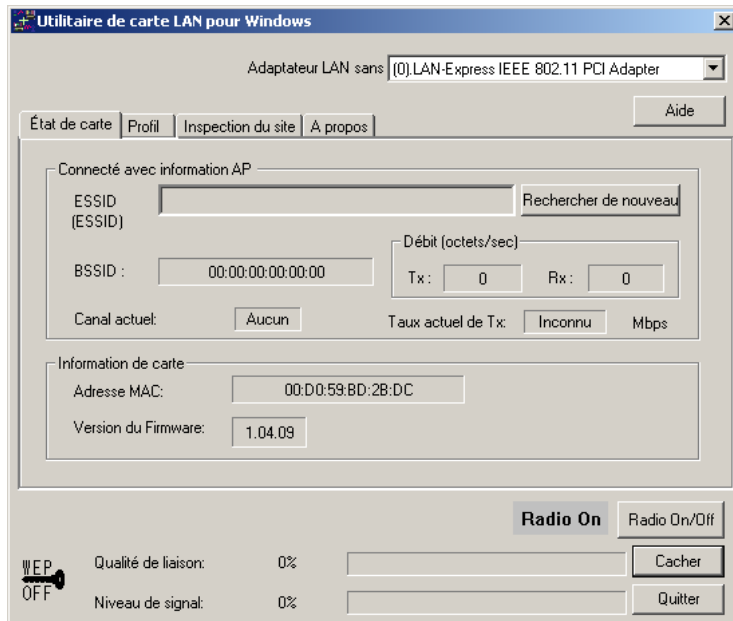 Utilitaire de carte LAN pour Windows
Adaptateur LAN sans (0).LAN-Express IEEE 802.11 PCI Adapter
Aide
État de carte Profil Inspection du site A propos
Connecté avec information AP
ESSID
(ESSID)
Rechercher de nouveau
Débit (octets/sec)
BSSID : 00:00:00:00:00:00
Tx : 0 Rx : 0
Canal actuel: Aucun Taux actuel de Tx: Inconnu Mbps
Information de carte
Adresse MAC: 00:D0:59:BD:2B:DC
Version du Firmware: 1.04.09
Radio On Radio On/Off
WEP
OFF
Qualité de liaison: 0% Cacher
Niveau de signal: 0% Quitter